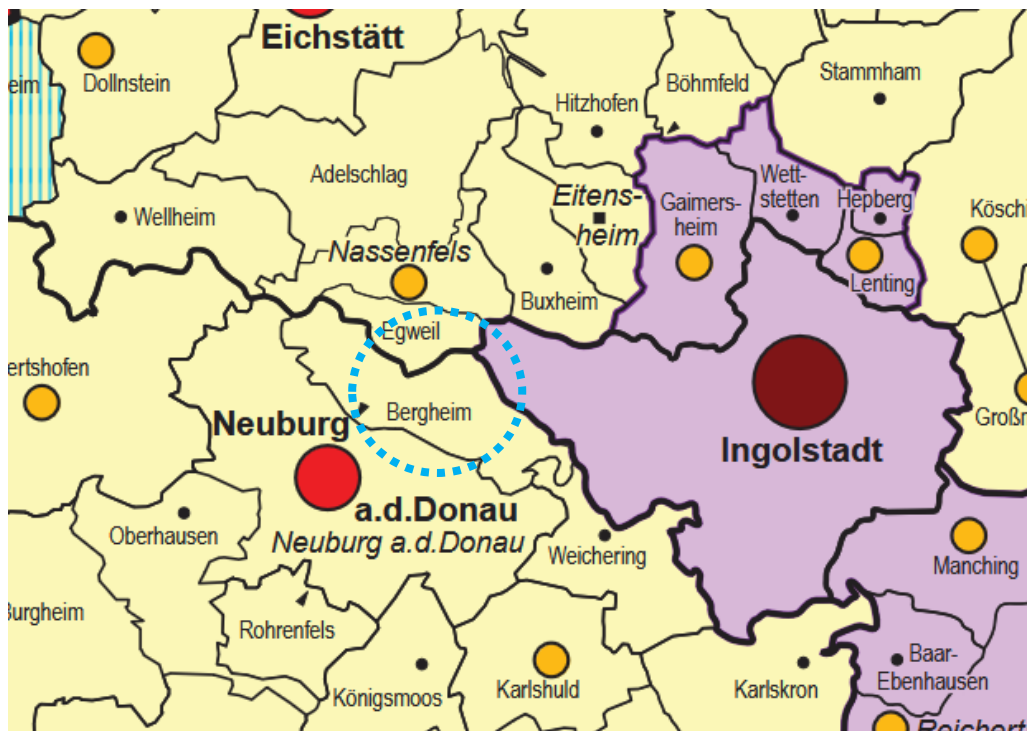 Eichstätt
Dollnstein
eim
Stammham
Böhmfeld
Hitzhofen
Adelschlag
Wett-
stetten
Hepberg
Eitens-
heim
Gaimers-
heim
Wellheim
Köschi
Nassenfels
Lenting
Buxheim
Egweil
ertshofen
Bergheim
Neuburg
Großr
Ingolstadt
a.d.Donau
Oberhausen
Neuburg a.d.Donau
Weichering
Manching
Burgheim
Rohrenfels
Baar-
Ebenhausen
Königsmoos
Karlshuld
Karlskron
Reichert